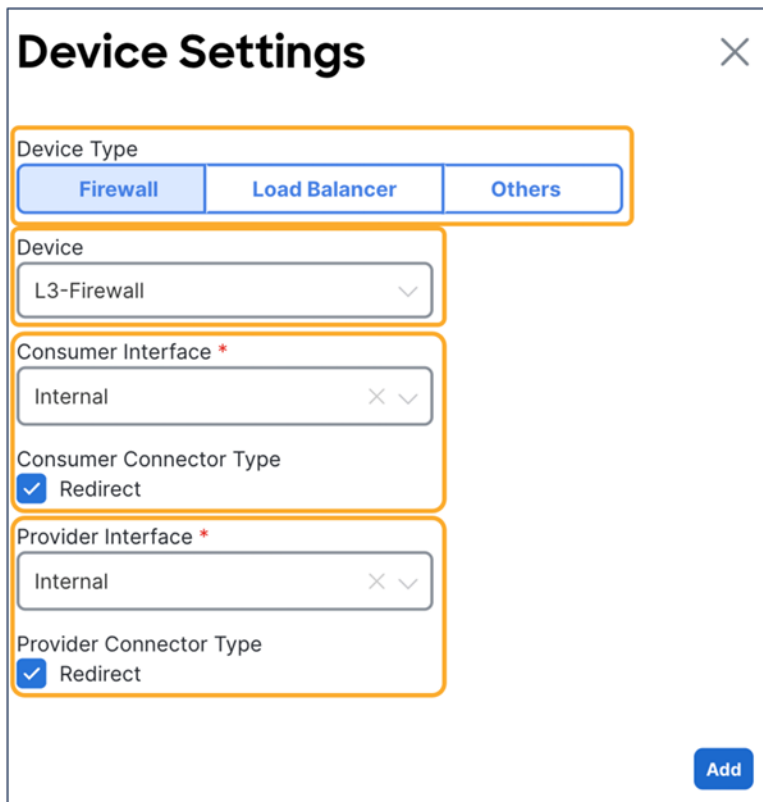 Device Settings
Device Type
Firewall Load Balancer Others
Device
L3-Firewall
Consumer Interface *
Internal
Consumer Connector Type
Redirect
Provider Interface *
Internal
Provider Connector Type
Redirect
Add